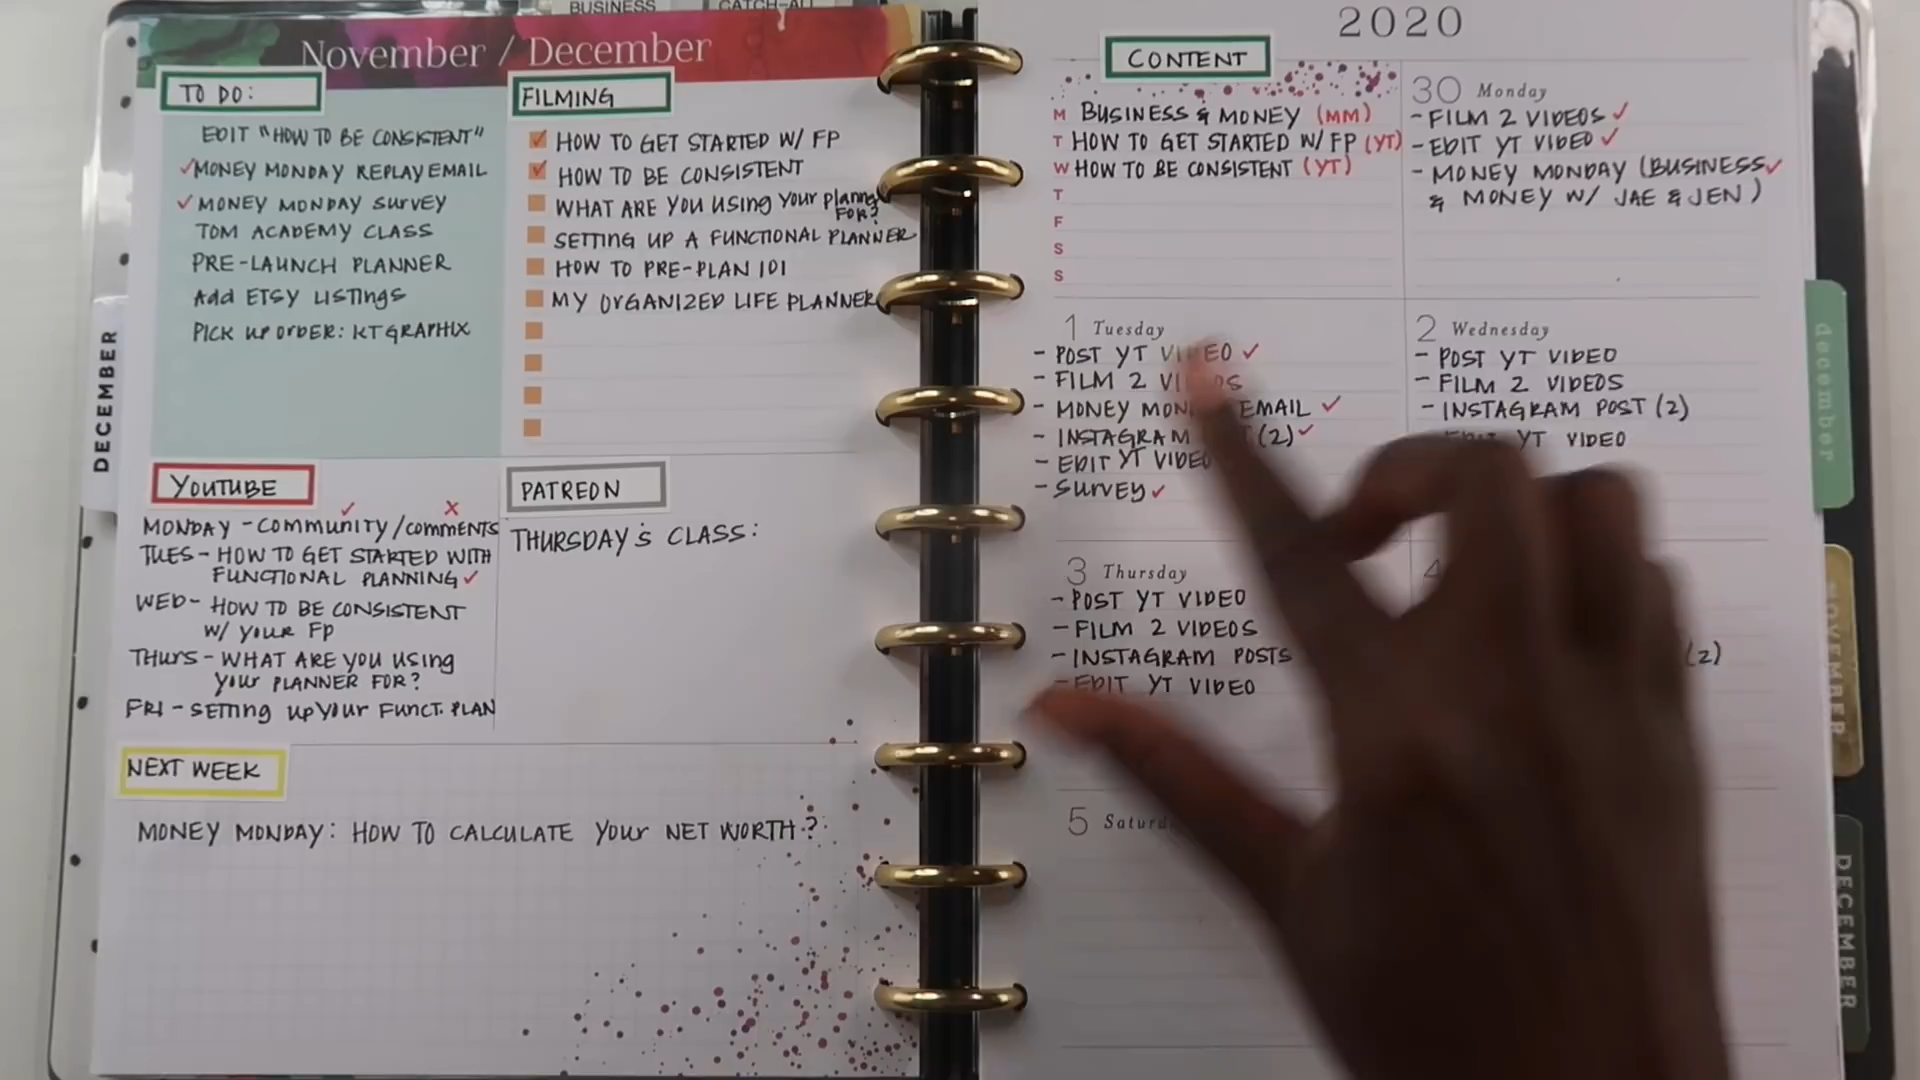 BUSINESS
CATCH-ALL
November / December
TO DO:
EDIT "HOW TO BE CONSISTENT"
✓MONEY MONDAY REPLAY EMAIL
✓ MONEY MONDAY SURVEY
TOM ACADEMY CLASS
PRE-LAUNCH PLANNER
Add ETSY LISTINGS
PICK UP ORDER: KT GRAPHIX
FILMING
✓ HOW TO GET STARTED W/ FP
✓ HOW TO BE CONSISTENT
WHAT ARE YOU USING YOUR Planner
FOR?
SETTING UP A FUNCTIONAL PLANNER
HOW TO PRE-PLAN 101
MY ORGANIZED LIFE PLANNER
DECEMBER
YOUTUBE
✓ X
MONDAY - COMMUNITY/COMMENTS
TUES - HOW TO GET STARTED WITH
FUNCTIONAL PLANNING ✓
WED - HOW TO BE CONSISTENT
W/ YOUR FP
THURS - WHAT ARE YOU USING
YOUR PLANNER FOR?
FRI - SETTING UP YOUR FUNCT. PLAN
PATREON
THURSDAY'S CLASS:
NEXT WEEK
MONEY MONDAY: HOW TO CALCULATE YOUR NET WORTH?
2020
CONTENT
M BUSINESS & MONEY (MM)
T HOW TO GET STARTED W/ FP (YT)
W HOW TO BE CONSISTENT (YT)
T
F
S
S
30 Monday
- FILM 2 VIDEOS ✓
- EDIT YT VIDEO ✓
- MONEY MONDAY (BUSINESS ✓
& MONEY W/ JAE & JEN)
1 Tuesday
- POST YT VIDEO ✓
- FILM 2 VIDEOS
- MONEY EMAIL ✓
- INSTAGRAM (2) ✓
- EDIT YT VIDEO
- SURVEY ✓
2 Wednesday
- POST YT VIDEO
- FILM 2 VIDEOS
- INSTAGRAM POST (2)
EDIT YT VIDEO
3 Thursday
- POST YT VIDEO
- FILM 2 VIDEOS
- INSTAGRAM POSTS
- EDIT YT VIDEO
4
(2)
5
december
NOVEMBER
DECEMBER